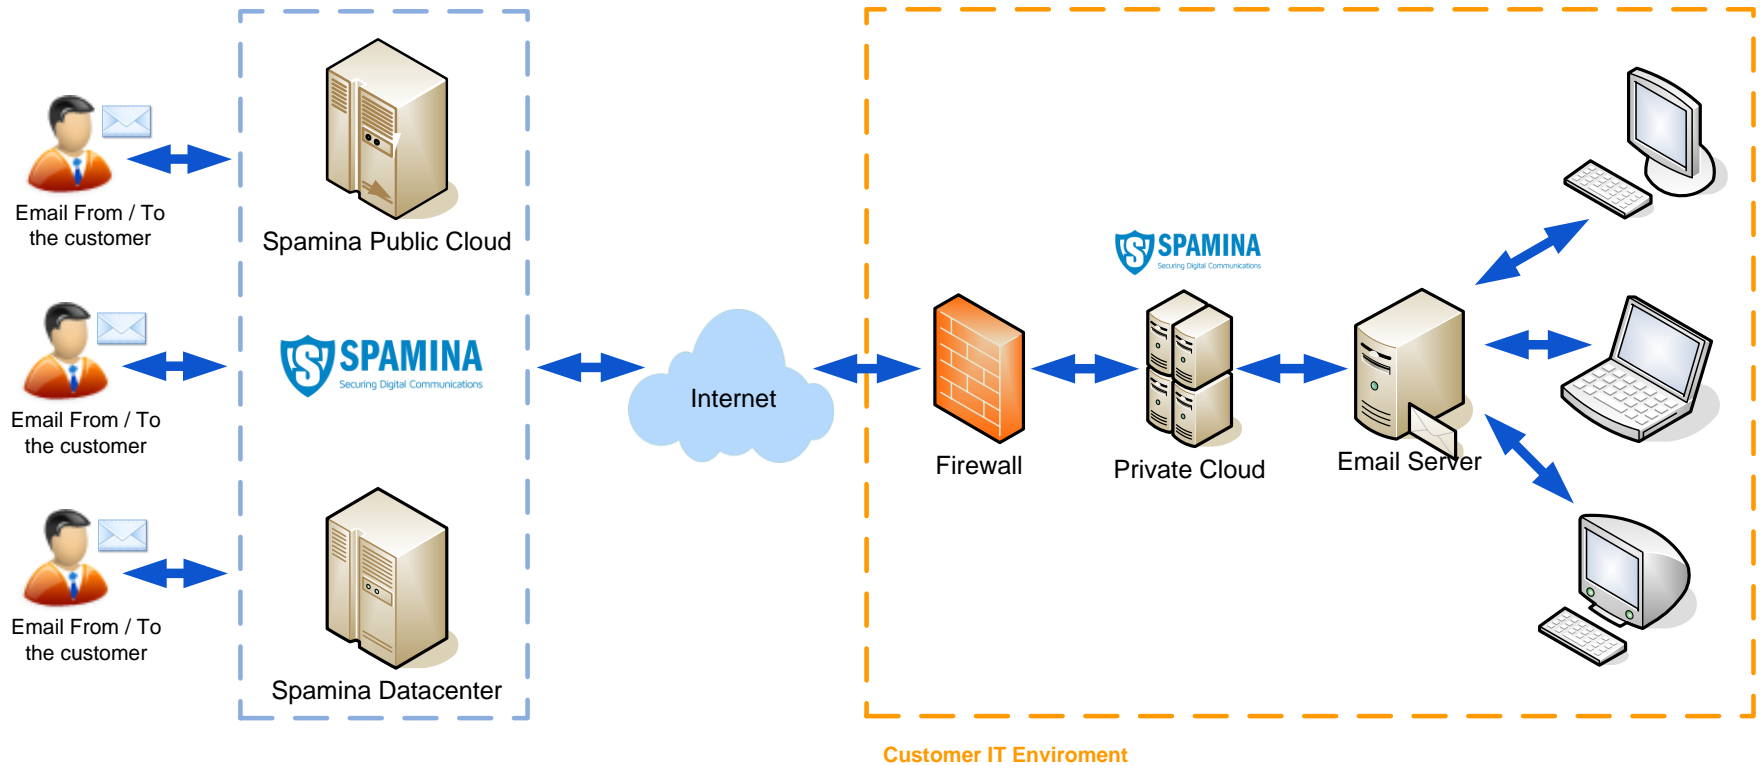 Email From / To
the customer
Email From / To
the customer
Email From / To
the customer
Spamina Public Cloud
SPAMINA
Securing Digital Communications
Spamina Datacenter
Internet
Firewall
SPAMINA
Securing Digital Communications
Private Cloud
Email Server
Customer IT Enviroment